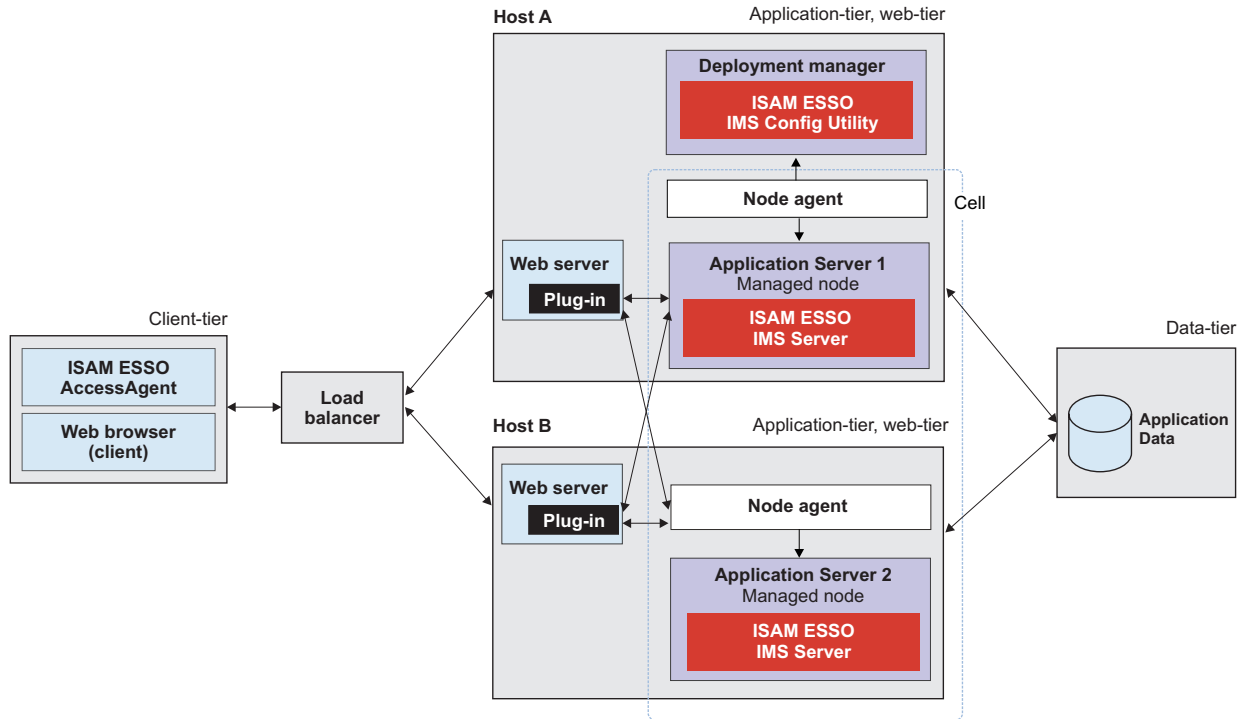 Host A
Application-tier, web-tier
Deployment manager
ISAM ESSO
IMS Config Utility
Node agent
Cell
Web server
Plug-in
Application Server 1
Managed node
ISAM ESSO
IMS Server
Client-tier
ISAM ESSO
AccessAgent
Web browser
(client)
Load
balancer
Data-tier
Application
Data
Host B
Application-tier, web-tier
Web server
Plug-in
Node agent
Application Server 2
Managed node
ISAM ESSO
IMS Server